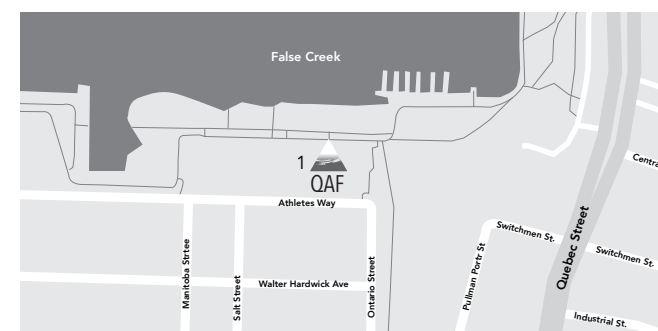 False Creek
1
QAF
Athletes Way
Centra
Switchmen St.
Switchmen St.
Quebec Street
Pullman Portr St
Manitoba Strtee
Salt Street
Walter Hardwick Ave
Ontario Street
Industrial St.